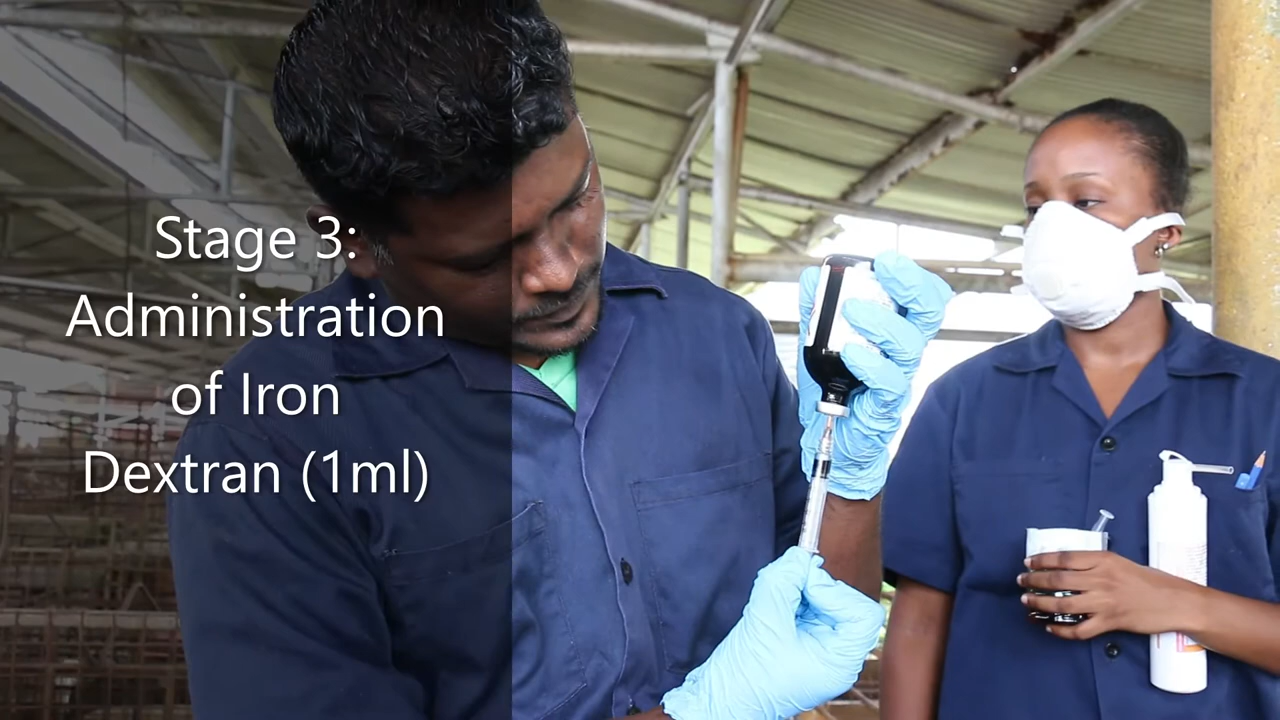 Stage 3:
Administration
of Iron
Dextran (1ml)